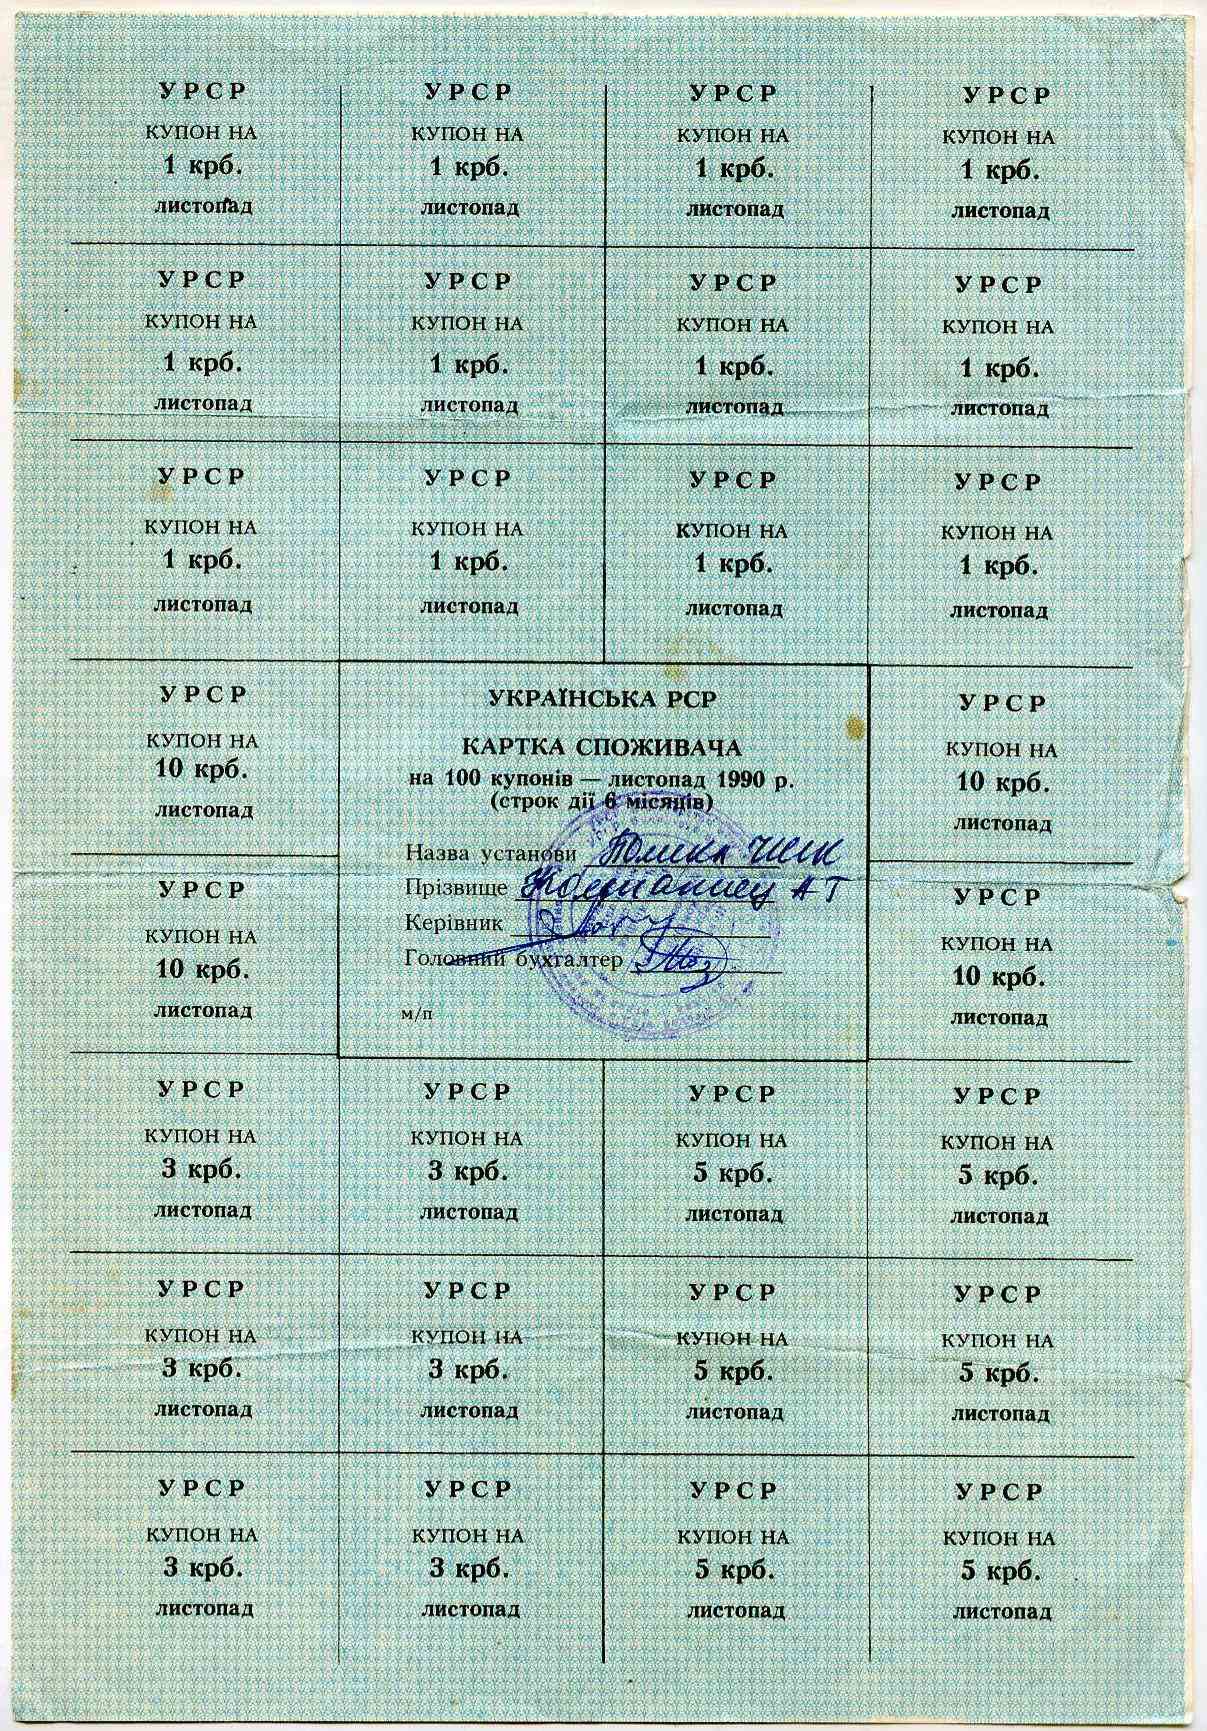 УРСР УРСР УРСР УРСР
КУПОН НА КУПОН НА КУПОН НА КУПОН НА
1 крб. 1 крб. 1 крб. 1 крб.
листопад листопад листопад листопад
УРСР УРСР УРСР УРСР
КУПОН НА КУПОН НА КУПОН НА КУПОН НА
1 крб. 1 крб. 1 крб. 1 крб.
листопад листопад листопад листопад
УРСР УРСР УРСР УРСР
КУПОН НА КУПОН НА КУПОН НА КУПОН НА
1 крб. 1 крб. 1 крб. 1 крб.
листопад листопад листопад листопад
УРСР
КУПОН НА
10 крб.
листопад
УРСР
КУПОН НА
10 крб.
листопад
УКРАЇНСЬКА РСР
КАРТКА СПОЖИВАЧА
на 100 купонів — листопад 1990 р.
(строк дії 6 місяців)
Назва установи
Прізвище А Г
Керівник
Головний бухгалтер
м/п
УРСР
КУПОН НА
10 крб.
листопад
УРСР
КУПОН НА
10 крб.
листопад
УРСР УРСР УРСР УРСР
КУПОН НА КУПОН НА КУПОН НА КУПОН НА
3 крб. 3 крб. 5 крб. 5 крб.
листопад листопад листопад листопад
УРСР УРСР УРСР УРСР
КУПОН НА КУПОН НА КУПОН НА КУПОН НА
3 крб. 3 крб. 5 крб. 5 крб.
листопад листопад листопад листопад
УРСР УРСР УРСР УРСР
КУПОН НА КУПОН НА КУПОН НА КУПОН НА
3 крб. 3 крб. 5 крб. 5 крб.
листопад листопад листопад листопад